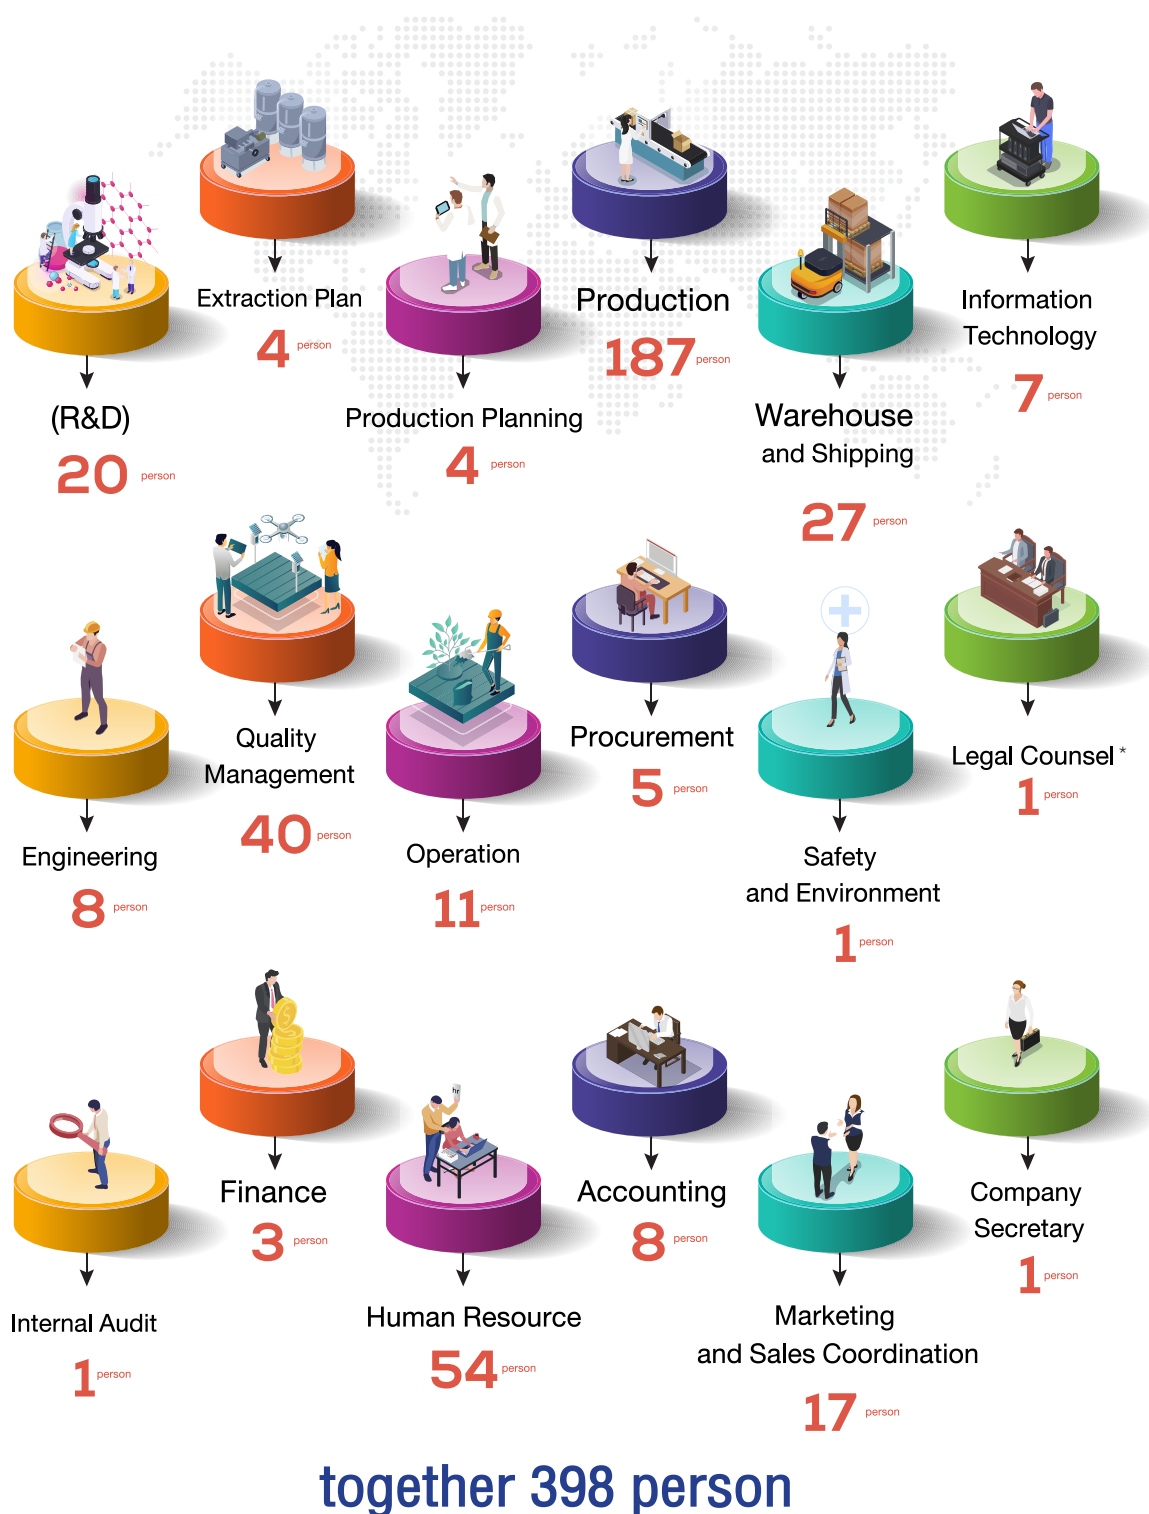 Extraction Plan
4 person
Production
187 person
Information
Technology
7 person
(R&D)
20 person
Production Planning
4 person
Warehouse
and Shipping
27 person
Quality
Management
40 person
Procurement
5 person
Legal Counsel *
1 person
Engineering
8 person
Operation
11 person
Safety
and Environment
1 person
Finance
3 person
hr
Accounting
8 person
Company
Secretary
1 person
Internal Audit
1 person
Human Resource
54 person
Marketing
and Sales Coordination
17 person
together 398 person